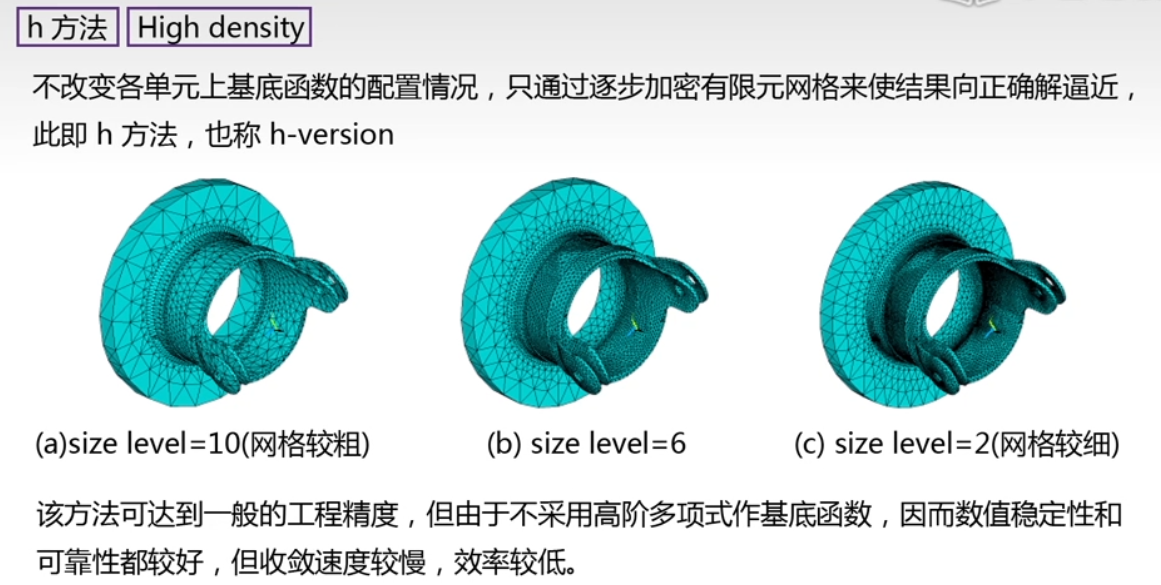 h 方法 High density
不改变各单元上基底函数的配置情况，只通过逐步加密有限元网格来使结果向正确解逼近，
此即 h 方法，也称 h-version
(a)size level=10(网格较粗) (b) size level=6 (c) size level=2(网格较细)
该方法可达到一般的工程精度，但由于不采用高阶多项式作基底函数，因而数值稳定性和
可靠性都较好，但收敛速度较慢，效率较低。